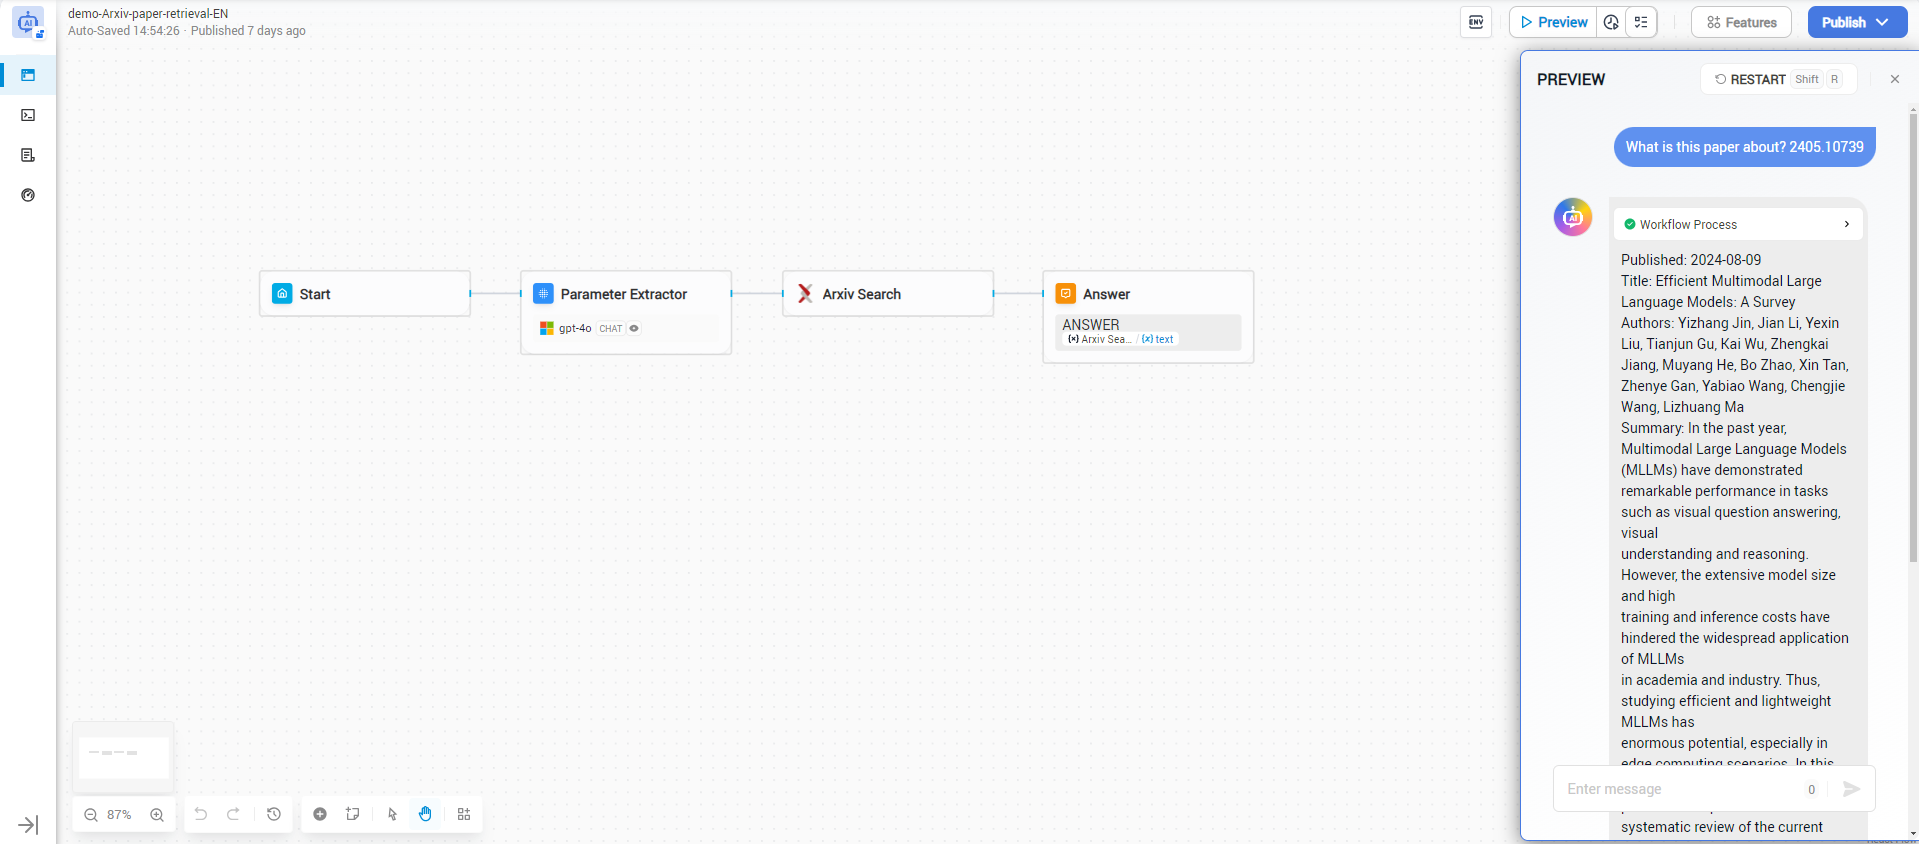 demo-Arxiv-paper-retrieval-EN
Auto-Saved 14:54:26 · Published 7 days ago
ENV
Preview
Features
Publish
Start
Parameter Extractor
gpt-4o CHAT
Arxiv Search
Answer
ANSWER
{x} Arxiv Sea... / {x} text
87%
PREVIEW
RESTART Shift R
What is this paper about? 2405.10739
AI
Workflow Process
Published: 2024-08-09
Title: Efficient Multimodal Large
Language Models: A Survey
Authors: Yizhang Jin, Jian Li, Yexin
Liu, Tianjun Gu, Kai Wu, Zhengkai
Jiang, Muyang He, Bo Zhao, Xin Tan,
Zhenye Gan, Yabiao Wang, Chengjie
Wang, Lizhuang Ma
Summary: In the past year,
Multimodal Large Language Models
(MLLMs) have demonstrated
remarkable performance in tasks
such as visual question answering,
visual
understanding and reasoning.
However, the extensive model size
and high
training and inference costs have
hindered the widespread application
of MLLMs
in academia and industry. Thus,
studying efficient and lightweight
MLLMs has
enormous potential, especially in
edge computing scenarios. In this
Enter message 0
systematic review of the current